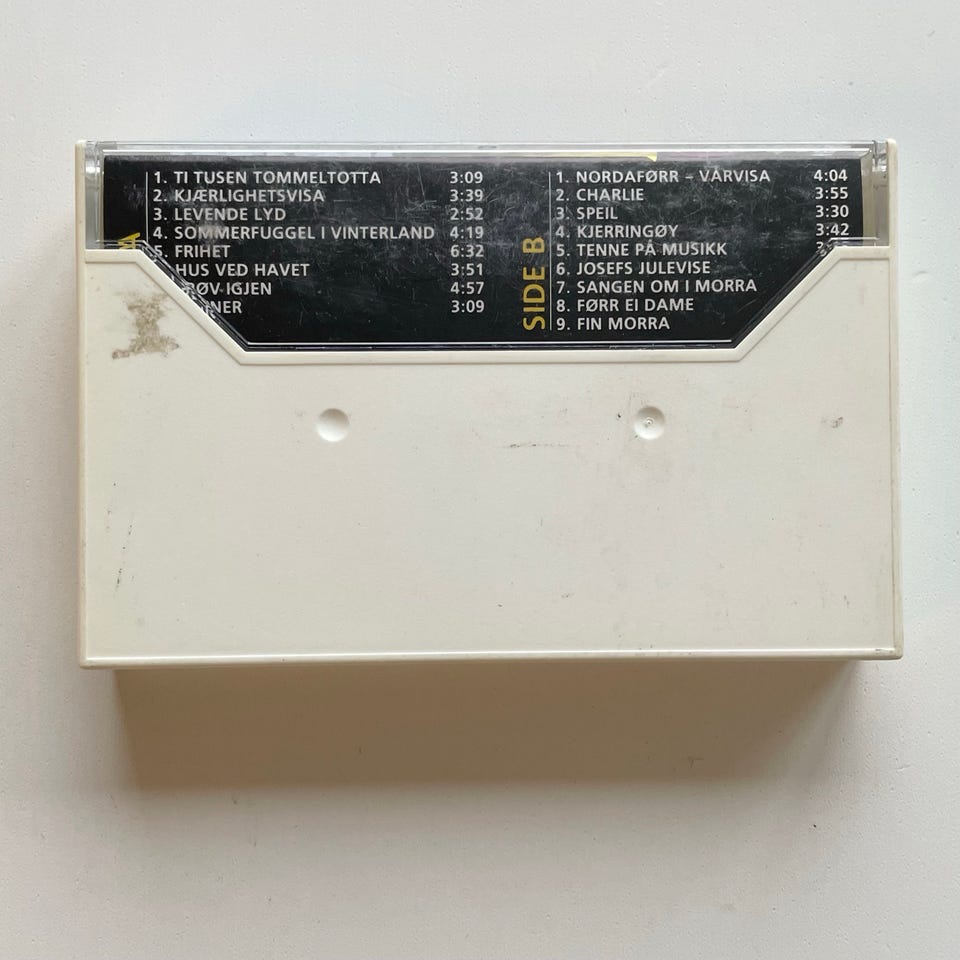 A
1. TI TUSEN TOMMELTOTTA 3:09
2. KJÆRLIGHETSVISA 3:39
3. LEVENDE LYD 2:52
4. SOMMERFUGGEL I VINTERLAND 4:19
5. FRIHET 6:32
HUS VED HAVET 3:51
IGJEN 4:57
3:09
SIDE B
1. NORDAFØRR – VÅRVISA 4:04
2. CHARLIE 3:55
3. SPEIL 3:30
4. KJERRINGØY 3:42
5. TENNE PÅ MUSIKK
6. JOSEFS JULEVISE
7. SANGEN OM I MORRA
8. FØRR EI DAME
9. FIN MORRA